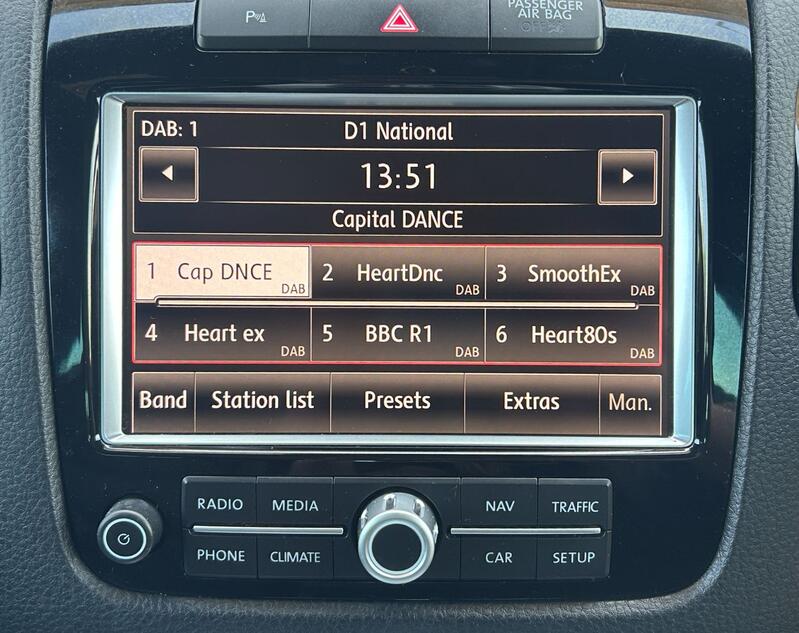 P
PASSENGER
AIR BAG
OFF
DAB: 1 D1 National
13:51
Capital DANCE
1 Cap DNCE DAB 2 HeartDnc DAB 3 SmoothEx DAB
4 Heart ex DAB 5 BBC R1 DAB 6 Heart80s DAB
Band Station list Presets Extras Man.
RADIO MEDIA NAV TRAFFIC
PHONE CLIMATE CAR SETUP